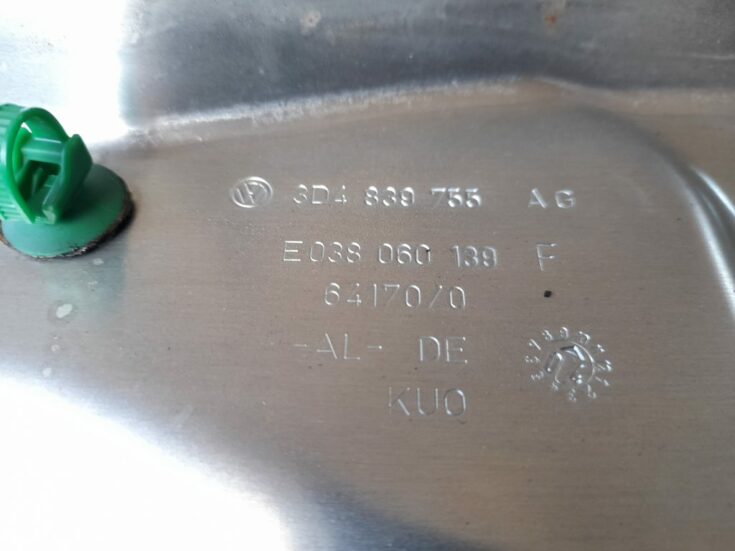 3D4 839 755 AG
E038 060 139 F
64170/0
-AL- DE
KUQ